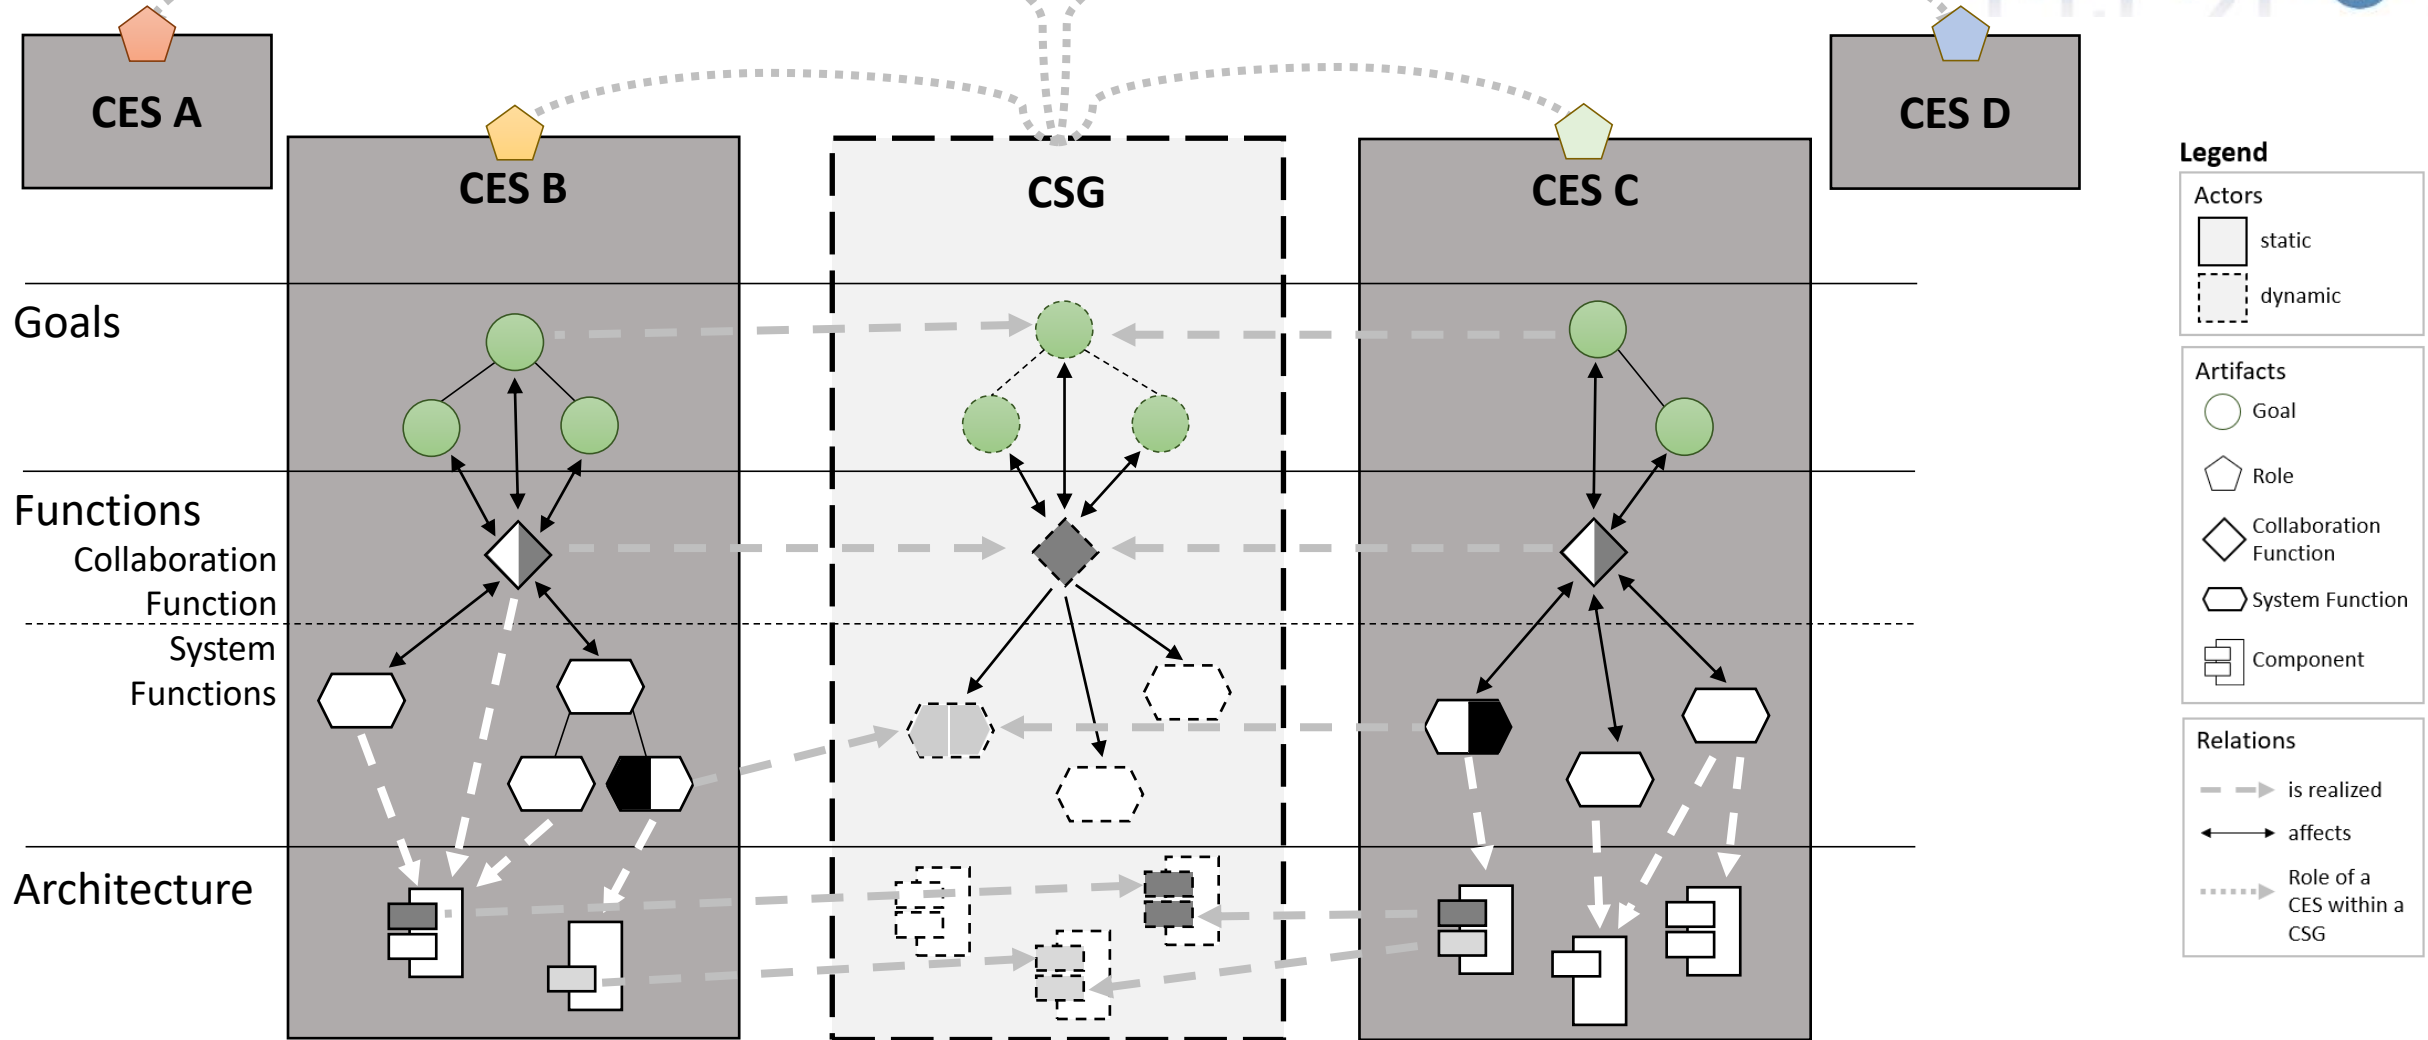 CES A
CES D
CES B
CSG
CES C
Goals
Functions
Collaboration
Function
System
Functions
Architecture
Legend
Actors
static
dynamic
Artifacts
Goal
Role
Collaboration
Function
System Function
Component
Relations
is realized
affects
Role of a
CES within a
CSG